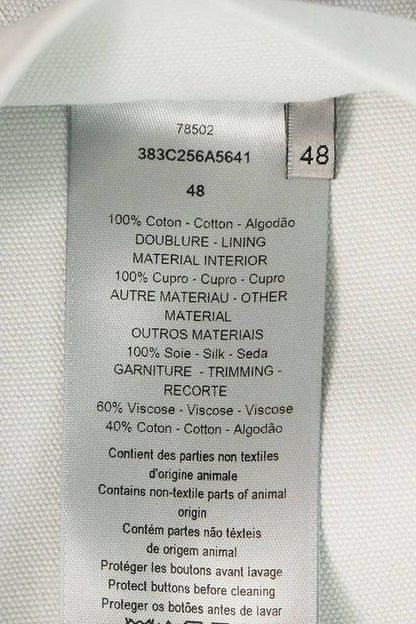 78502
383C256A5641
48
48
100% Coton - Cotton - Algodão
DOUBLURE - LINING
MATERIAL INTERIOR
100% Cupro - Cupro - Cupro
AUTRE MATERIAU - OTHER
MATERIAL
OUTROS MATERIAIS
100% Soie - Silk - Seda
GARNITURE - TRIMMING -
RECORTE
60% Viscose - Viscose - Viscose
40% Coton - Cotton - Algodão
Contient des parties non textiles
d'origine animale
Contains non-textile parts of animal
origin
Contém partes não têxteis
de origem animal
Protéger les boutons avant lavage
Protect buttons before cleaning
Proteger os botões antes de lavar